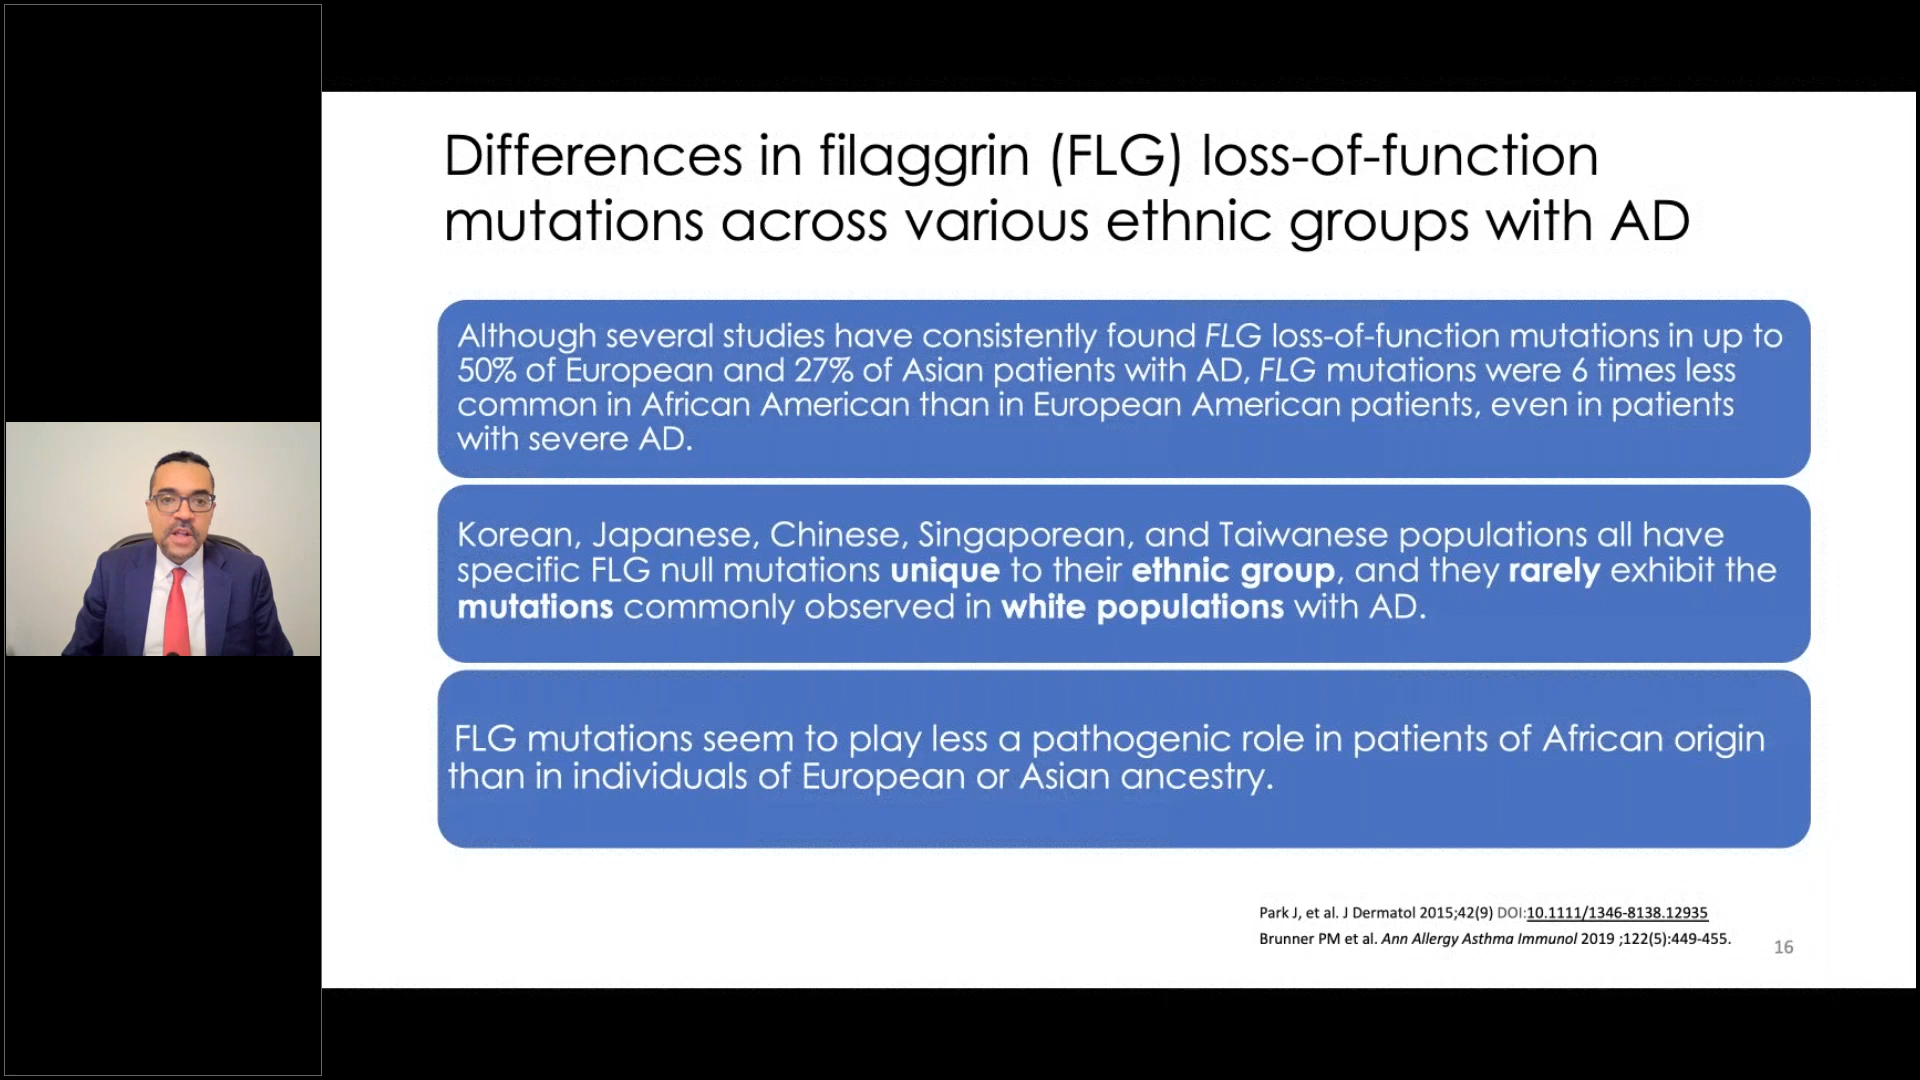 Differences in filaggrin (FLG) loss-of-function
mutations across various ethnic groups with AD
Although several studies have consistently found FLG loss-of-function mutations in up to
50% of European and 27% of Asian patients with AD, FLG mutations were 6 times less
common in African American than in European American patients, even in patients
with severe AD.
Korean, Japanese, Chinese, Singaporean, and Taiwanese populations all have
specific FLG null mutations unique to their ethnic group, and they rarely exhibit the
mutations commonly observed in white populations with AD.
FLG mutations seem to play less a pathogenic role in patients of African origin
than in individuals of European or Asian ancestry.
Park J, et al. J Dermatol 2015;42(9) DOI:10.1111/1346-8138.12935
Brunner PM et al. Ann Allergy Asthma Immunol 2019 ;122(5):449-455.
16